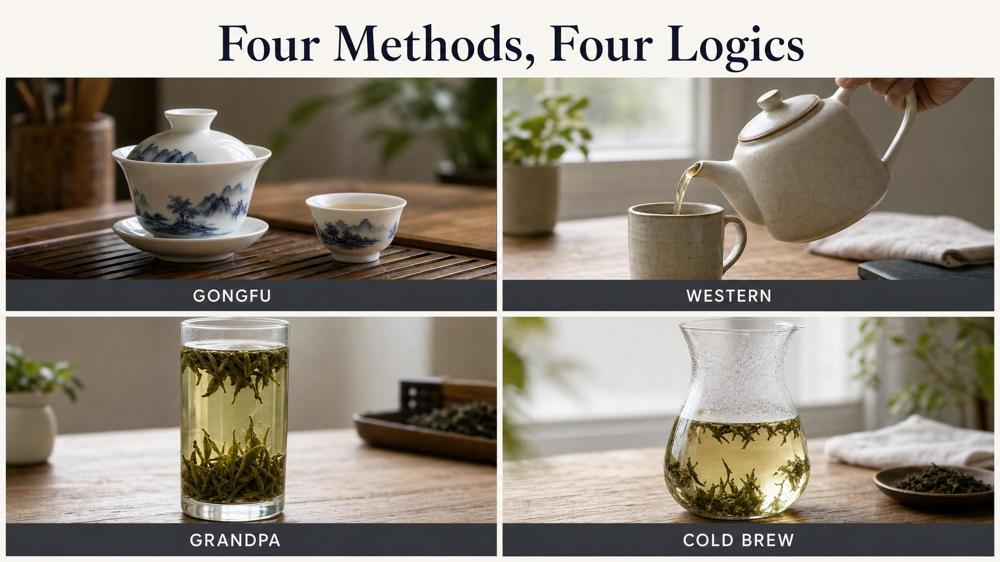 Four Methods, Four Logics
GONGFU
WESTERN
GRANDPA
COLD BREW